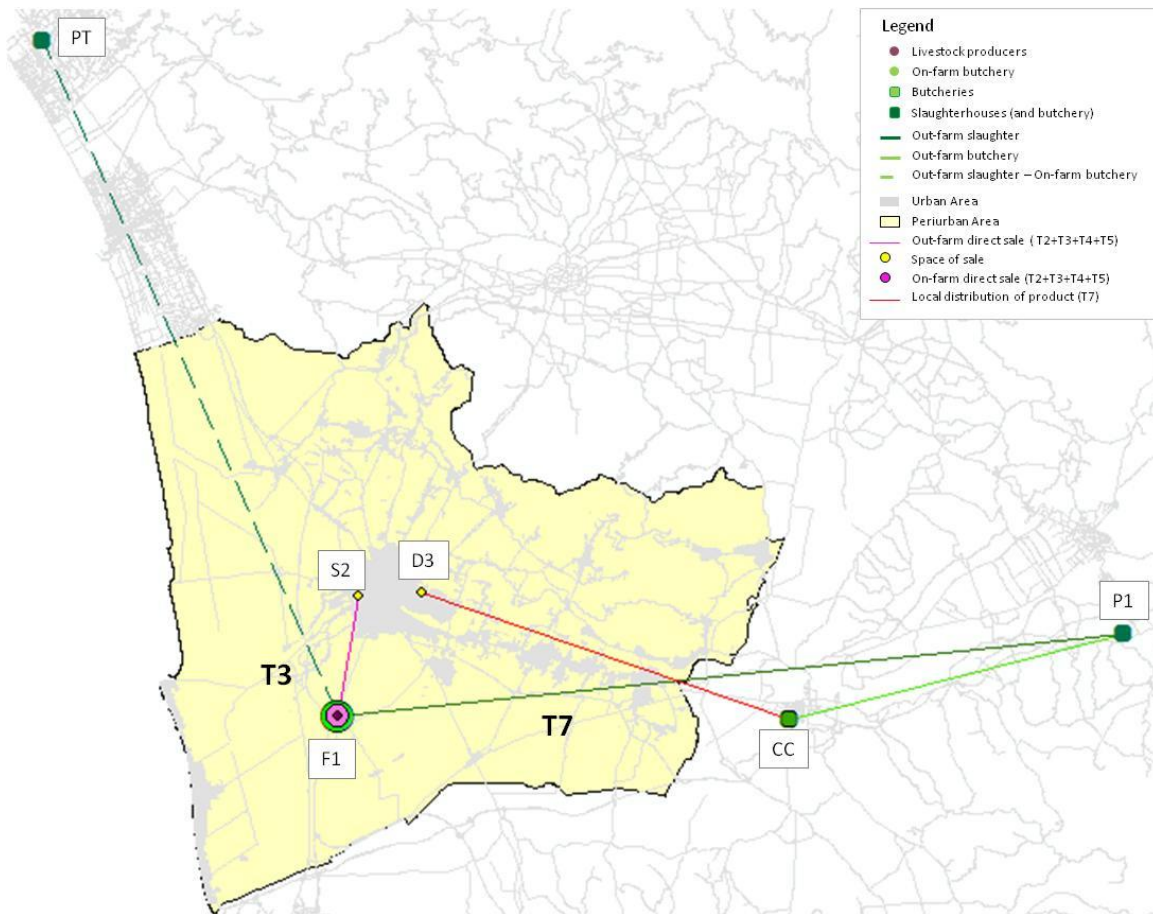 PT
Legend
Livestock producers
On-farm butchery
Butcheries
Slaughterhouses (and butchery)
Out-farm slaughter
Out-farm butchery
Out-farm slaughter – On-farm butchery
Urban Area
Periurban Area
Out-farm direct sale (T2+T3+T4+T5)
Space of sale
On-farm direct sale (T2+T3+T4+T5)
Local distribution of product (T7)
S2
D3
P1
T3
T7
F1
CC